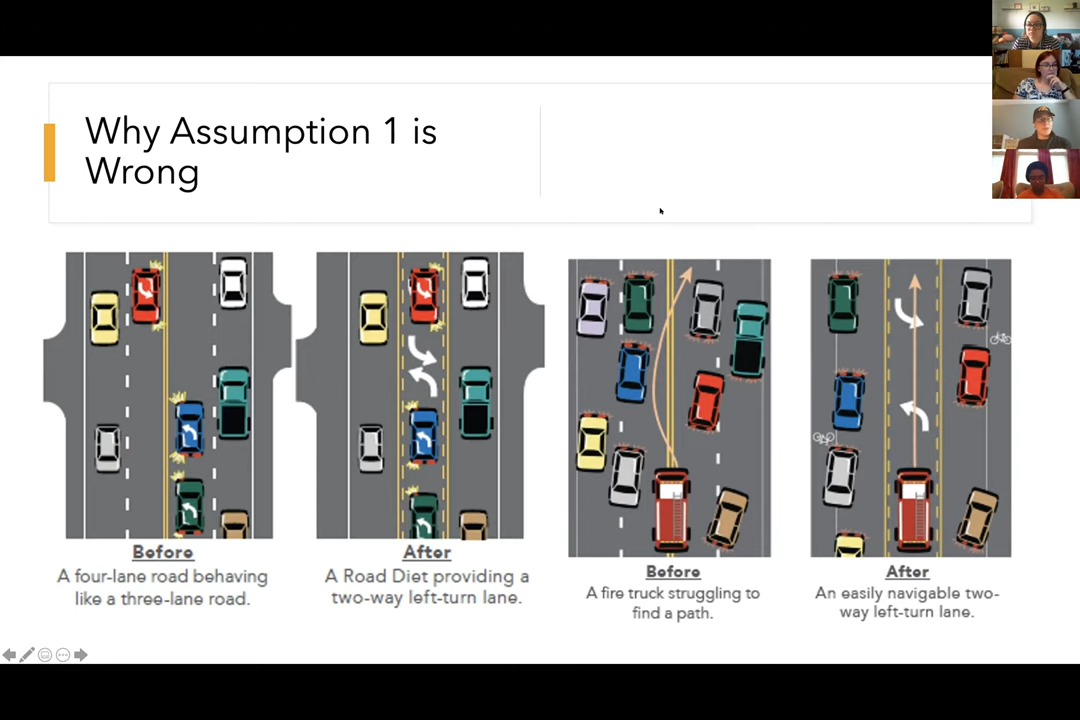 Why Assumption 1 is
Wrong
Before
A four-lane road behaving
like a three-lane road.
After
A Road Diet providing a
two-way left-turn lane.
Before
A fire truck struggling to
find a path.
After
An easily navigable two-
way left-turn lane.